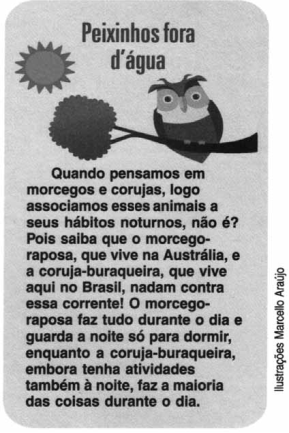 Peixinhos fora
d'água
Quando pensamos em
morcegos e corujas, logo
associamos esses animais a
seus hábitos noturnos, não é?
Pois saiba que o morcego-
raposa, que vive na Austrália, e
a coruja-buraqueira, que vive
aqui no Brasil, nadam contra
essa corrente! O morcego-
raposa faz tudo durante o dia e
guarda a noite só para dormir,
enquanto a coruja-buraqueira,
embora tenha atividades
também à noite, faz a maioria
das coisas durante o dia.
Ilustrações Marcello Araújo